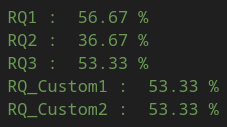 RQ1 :  56.67 %
RQ2 :  36.67 %
RQ3 :  53.33 %
RQ_Custom1 :  53.33 %
RQ_Custom2 :  53.33 %